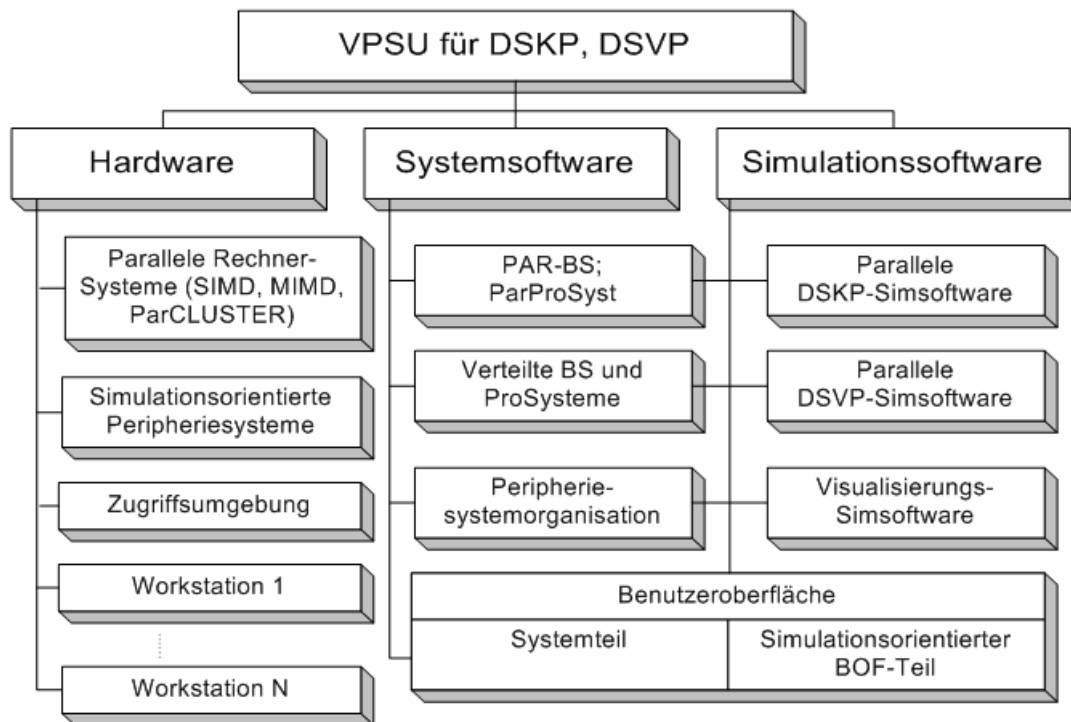 VPSU für DSKP, DSVP
Hardware
Systemsoftware
Simulationssoftware
Parallele Rechner-
Systeme (SIMD, MIMD,
ParCLUSTER)
Simulationsorientierte
Peripheriesysteme
Zugriffsumgebung
Workstation 1
Workstation N
PAR-BS;
ParProSyst
Verteilte BS und
ProSysteme
Peripherie-
systemorganisation
Parallele
DSKP-Simsoftware
Parallele
DSVP-Simsoftware
Visualisierungs-
Simsoftware
Benutzeroberfläche
Systemteil
Simulationsorientierter
BOF-Teil